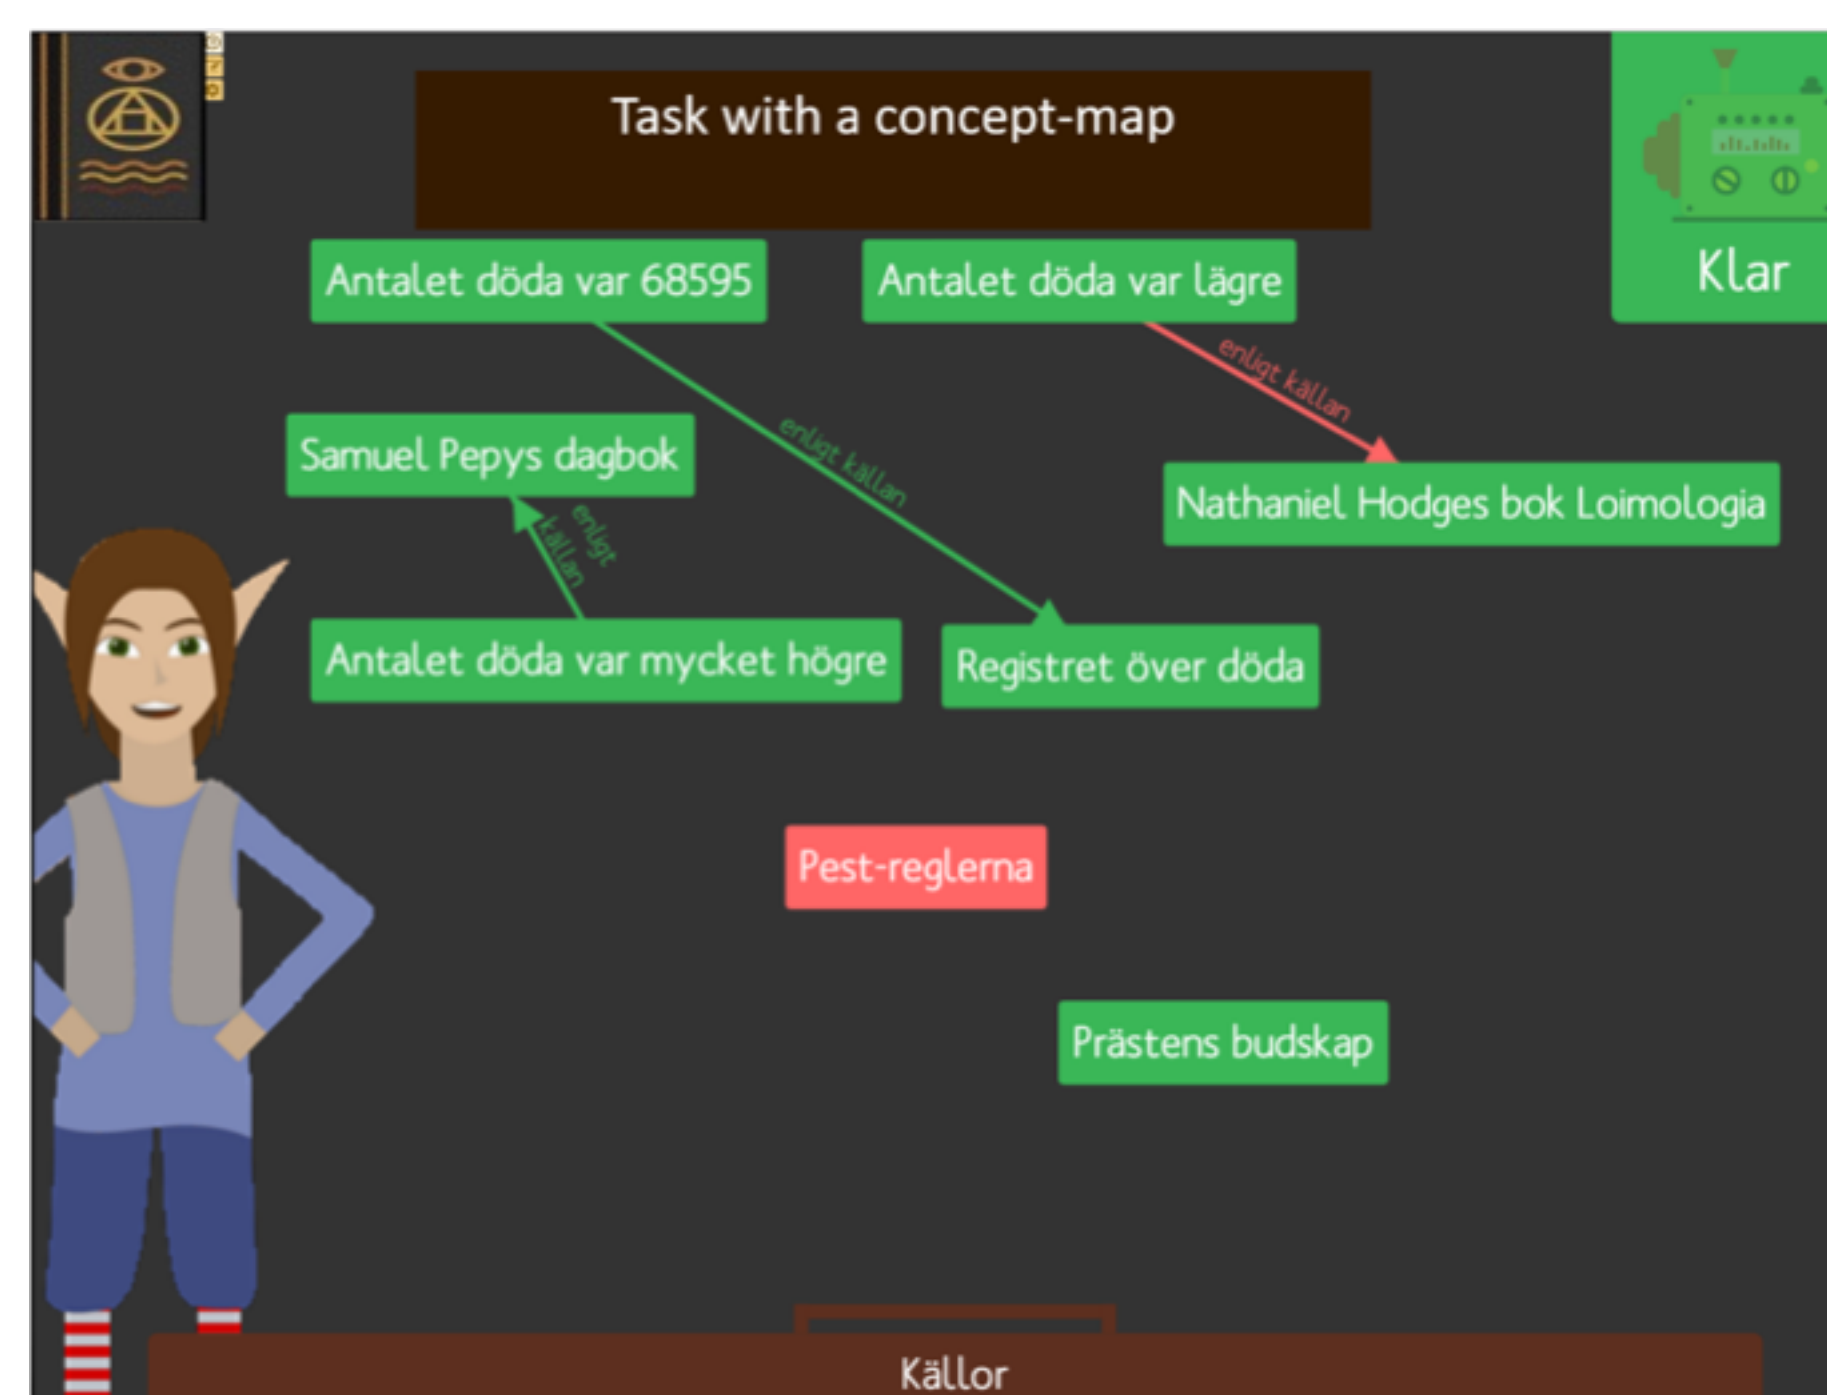 Task with a concept-map
Klar
Antalet döda var 68595
Antalet döda var lägre
enligt källan
enligt källan
Samuel Pepys dagbok
Nathaniel Hodges bok Loimologia
enligt
källan
Antalet döda var mycket högre
Registret över döda
Pest-reglerna
Prästens budskap
Källor